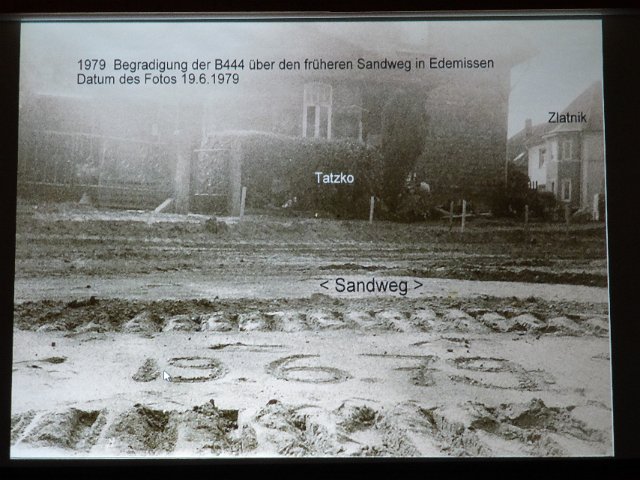 1979 Begradigung der B444 über den früheren Sandweg in Edemissen
Datum des Fotos 19.6.1979
Zlatnik
Tatzko
< Sandweg >
19 6 79